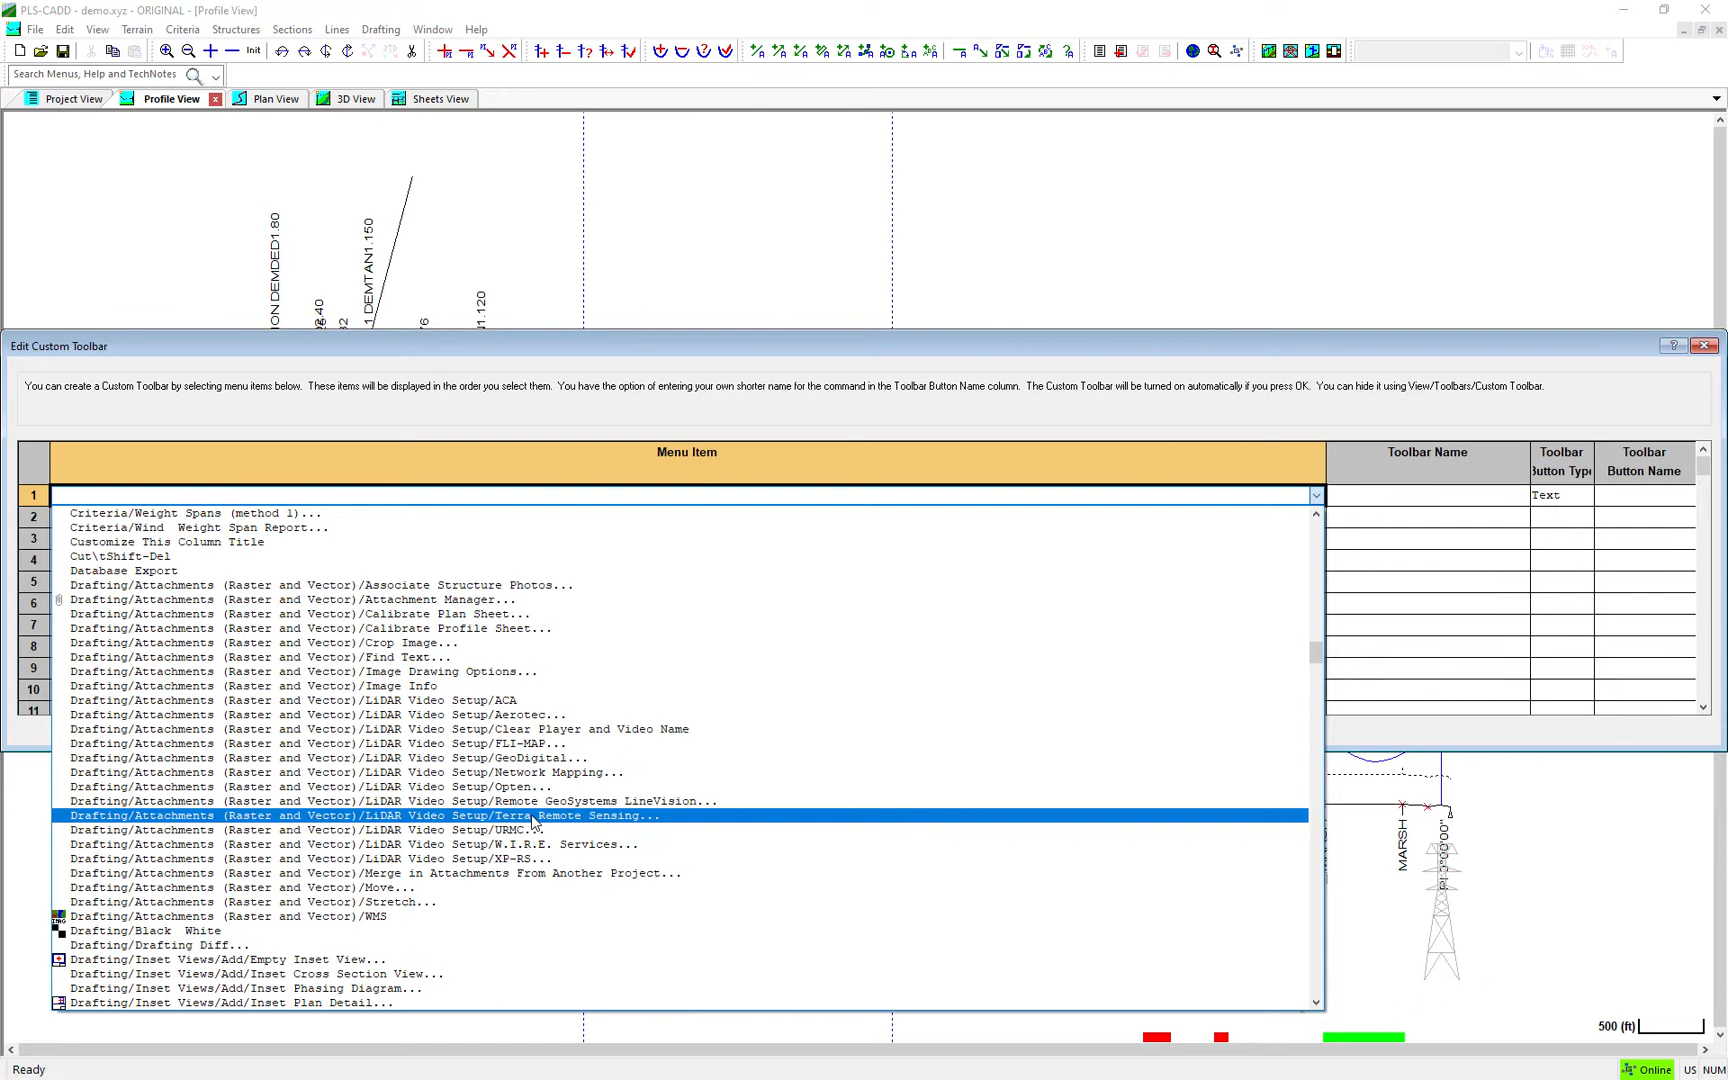 PLS-CADD - demo.xyz - ORIGINAL - [Profile View]
File Edit View Terrain Criteria Structures Sections Lines Drafting Window Help
Init
Search Menus, Help and TechNotes
Project View Profile View Plan View 3D View Sheets View
ION DEMDED1.80
1 DEMTAN1.150
Edit Custom Toolbar
You can create a Custom Toolbar by selecting menu items below. These items will be displayed in the order you select them. You have the option of entering your own shorter name for the command in the Toolbar Button Name column. The Custom Toolbar will be turned on automatically if you press OK. You can hide it using View/Toolbars/Custom Toolbar.
Menu Item Toolbar Name Toolbar Button Type Toolbar Button Name
1 Text
2
3
4
5
6
7
8
9
10
11
Criteria/Weight Spans (method 1)...
Criteria/Wind  Weight Span Report...
Customize This Column Title
Cut\tShift-Del
Database Export
Drafting/Attachments (Raster and Vector)/Associate Structure Photos...
Drafting/Attachments (Raster and Vector)/Attachment Manager...
Drafting/Attachments (Raster and Vector)/Calibrate Plan Sheet...
Drafting/Attachments (Raster and Vector)/Calibrate Profile Sheet...
Drafting/Attachments (Raster and Vector)/Crop Image...
Drafting/Attachments (Raster and Vector)/Find Text...
Drafting/Attachments (Raster and Vector)/Image Drawing Options...
Drafting/Attachments (Raster and Vector)/Image Info
Drafting/Attachments (Raster and Vector)/LiDAR Video Setup/ACA
Drafting/Attachments (Raster and Vector)/LiDAR Video Setup/Aerotec...
Drafting/Attachments (Raster and Vector)/LiDAR Video Setup/Clear Player and Video Name
Drafting/Attachments (Raster and Vector)/LiDAR Video Setup/FLI-MAP...
Drafting/Attachments (Raster and Vector)/LiDAR Video Setup/GeoDigital...
Drafting/Attachments (Raster and Vector)/LiDAR Video Setup/Network Mapping...
Drafting/Attachments (Raster and Vector)/LiDAR Video Setup/Opten...
Drafting/Attachments (Raster and Vector)/LiDAR Video Setup/Remote GeoSystems LineVision...
Drafting/Attachments (Raster and Vector)/LiDAR Video Setup/Terra Remote Sensing...
Drafting/Attachments (Raster and Vector)/LiDAR Video Setup/URMC...
Drafting/Attachments (Raster and Vector)/LiDAR Video Setup/W.I.R.E. Services...
Drafting/Attachments (Raster and Vector)/LiDAR Video Setup/XP-RS...
Drafting/Attachments (Raster and Vector)/Merge in Attachments From Another Project...
Drafting/Attachments (Raster and Vector)/Move...
Drafting/Attachments (Raster and Vector)/Stretch...
Drafting/Attachments (Raster and Vector)/WMS
Drafting/Black  White
Drafting/Drafting Diff...
Drafting/Inset Views/Add/Empty Inset View...
Drafting/Inset Views/Add/Inset Cross Section View...
Drafting/Inset Views/Add/Inset Phasing Diagram...
Drafting/Inset Views/Add/Inset Plan Detail...
MARSH
500 (ft)
Ready Online US NUM